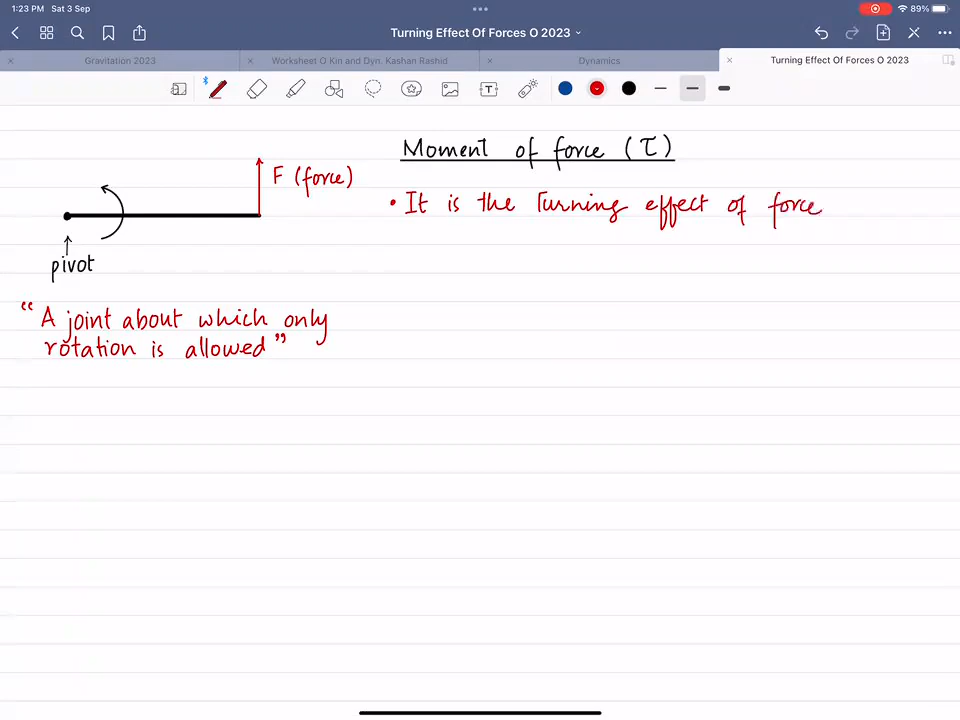 1:23 PM Sat 3 Sep
89%
Turning Effect Of Forces O 2023
Gravitation 2023
Worksheet O Kin and Dyn. Kashan Rashid
Dynamics
Turning Effect Of Forces O 2023
Moment of force (τ)
• It is the Turning effect of force
F (force)
pivot
“A joint about which only
rotation is allowed”